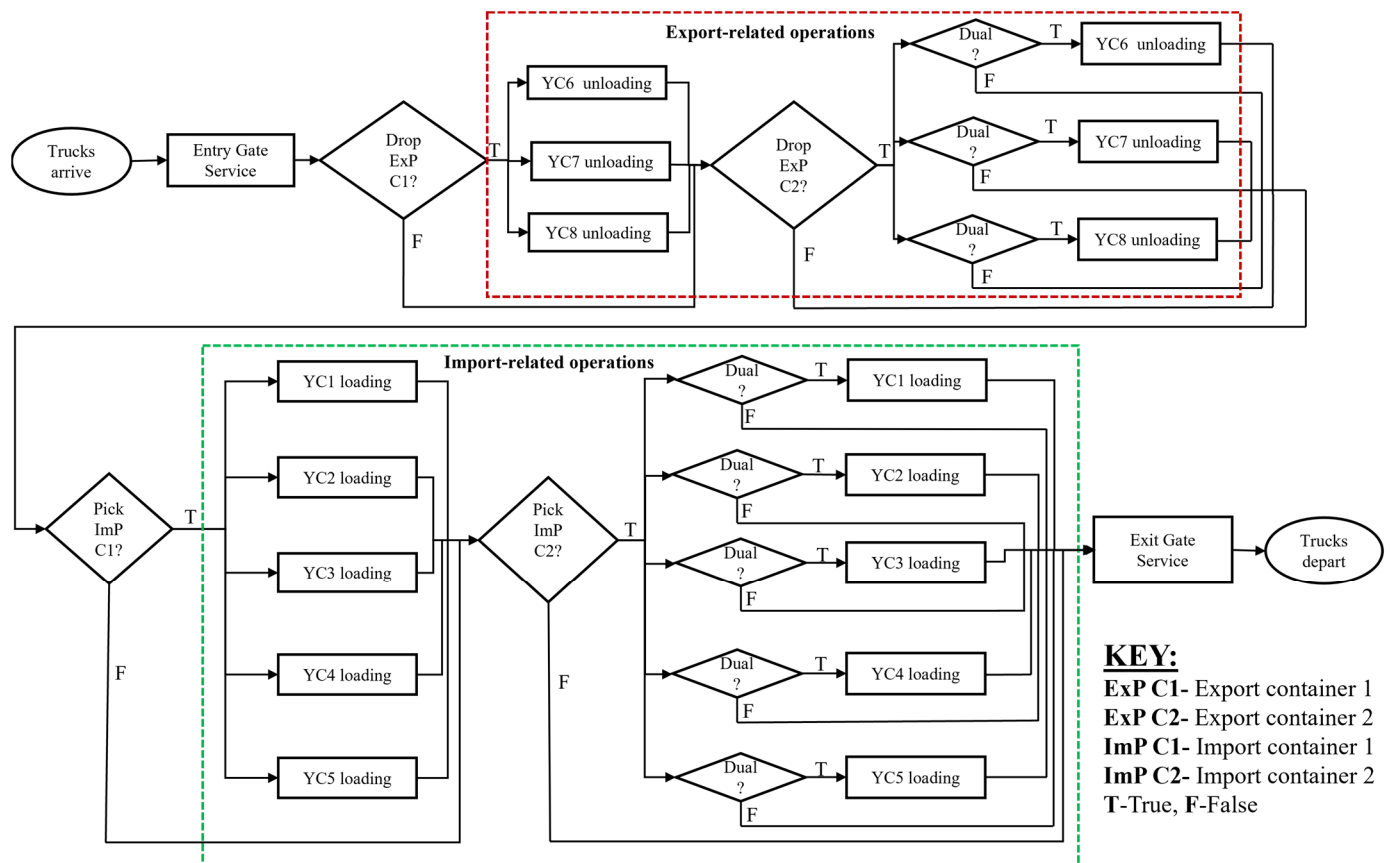 Export-related operations
Trucks
arrive
Entry Gate
Service
Drop
ExP
C1?
T
F
YC6 unloading
YC7 unloading
YC8 unloading
Drop
ExP
C2?
T
F
Dual
?
T
F
YC6 unloading
Dual
?
T
F
YC7 unloading
Dual
?
T
F
YC8 unloading
Import-related operations
Pick
ImP
C1?
T
F
YC1 loading
YC2 loading
YC3 loading
YC4 loading
YC5 loading
Pick
ImP
C2?
T
F
Dual
?
T
F
YC1 loading
Dual
?
T
F
YC2 loading
Dual
?
T
F
YC3 loading
Dual
?
T
F
YC4 loading
Dual
?
T
F
YC5 loading
Exit Gate
Service
Trucks
depart
KEY:
ExP C1- Export container 1
ExP C2- Export container 2
ImP C1- Import container 1
ImP C2- Import container 2
T-True, F-False